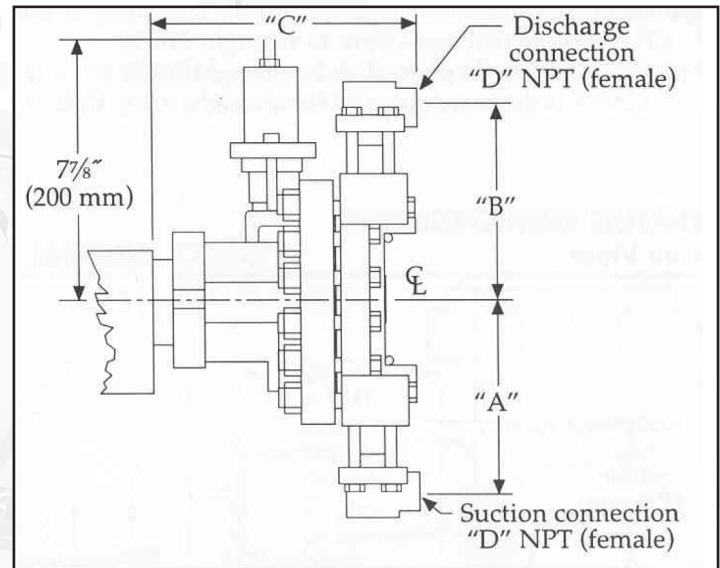 “C”
Discharge
connection
“D” NPT (female)
7⅞″
(200 mm)
“B”
℄
“A”
Suction connection
“D” NPT (female)